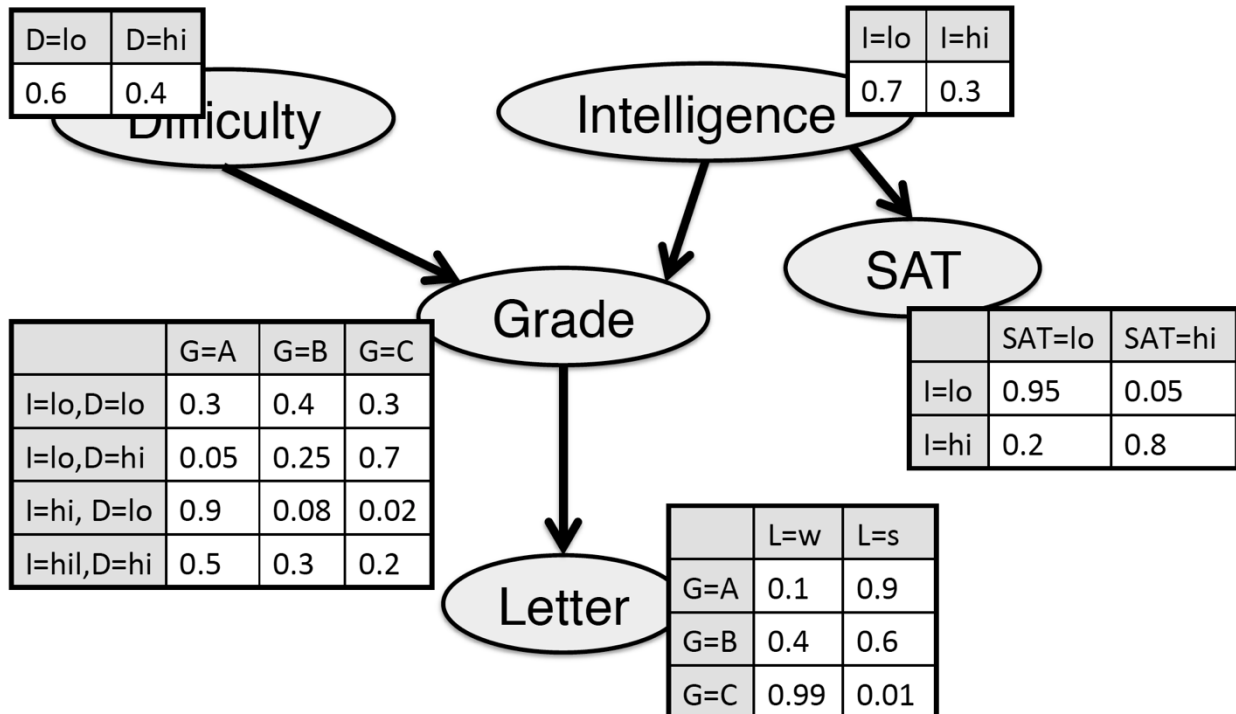 D=lo D=hi
0.6 0.4
Difficulty
I=lo I=hi
0.7 0.3
Intelligence
SAT
SAT=lo SAT=hi
I=lo 0.95 0.05
I=hi 0.2 0.8
Grade
G=A G=B G=C
I=lo,D=lo 0.3 0.4 0.3
I=lo,D=hi 0.05 0.25 0.7
I=hi, D=lo 0.9 0.08 0.02
I=hil,D=hi 0.5 0.3 0.2
Letter
L=w L=s
G=A 0.1 0.9
G=B 0.4 0.6
G=C 0.99 0.01